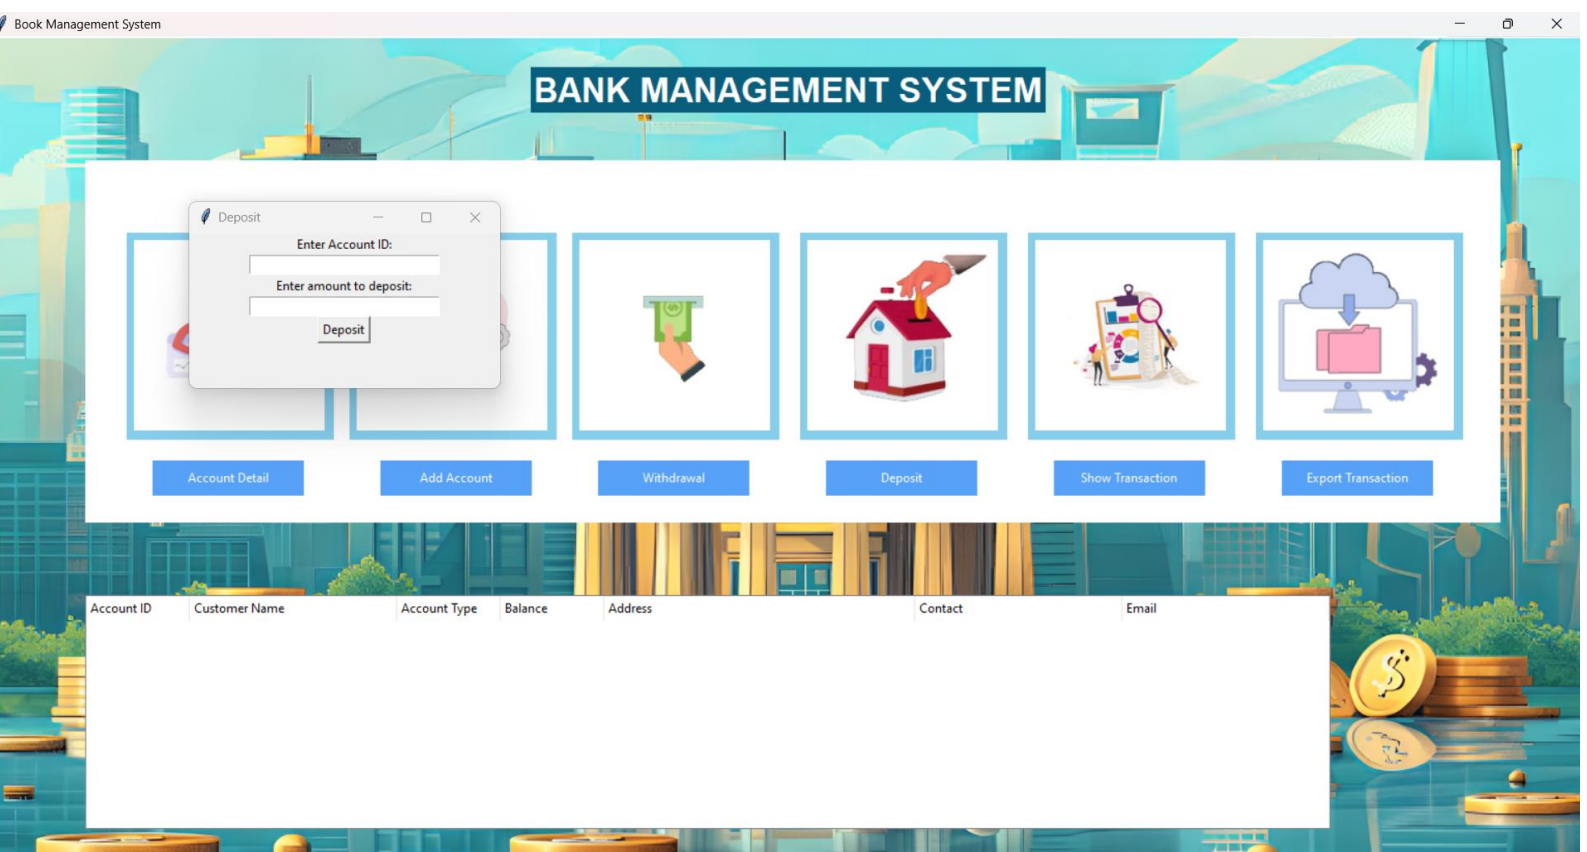 Book Management System
BANK MANAGEMENT SYSTEM
Deposit
Enter Account ID:
Enter amount to deposit:
Deposit
Account Detail
Add Account
Withdrawal
Deposit
Show Transaction
Export Transaction
Account ID Customer Name Account Type Balance Address Contact Email